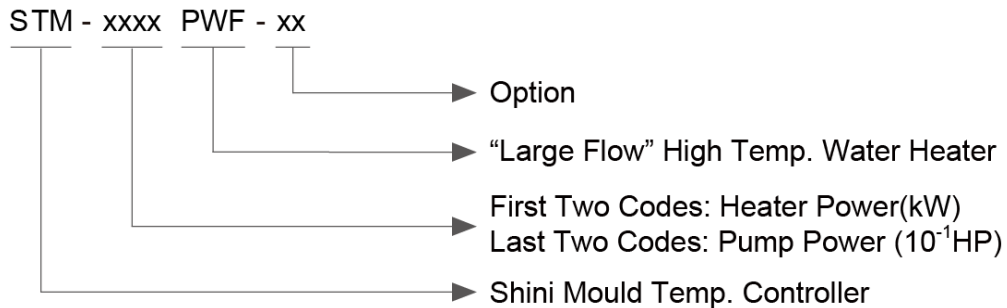 STM - xxxx PWF - xx
Option
“Large Flow” High Temp. Water Heater
First Two Codes: Heater Power(kW)
Last Two Codes: Pump Power (10⁻¹HP)
Shini Mould Temp. Controller